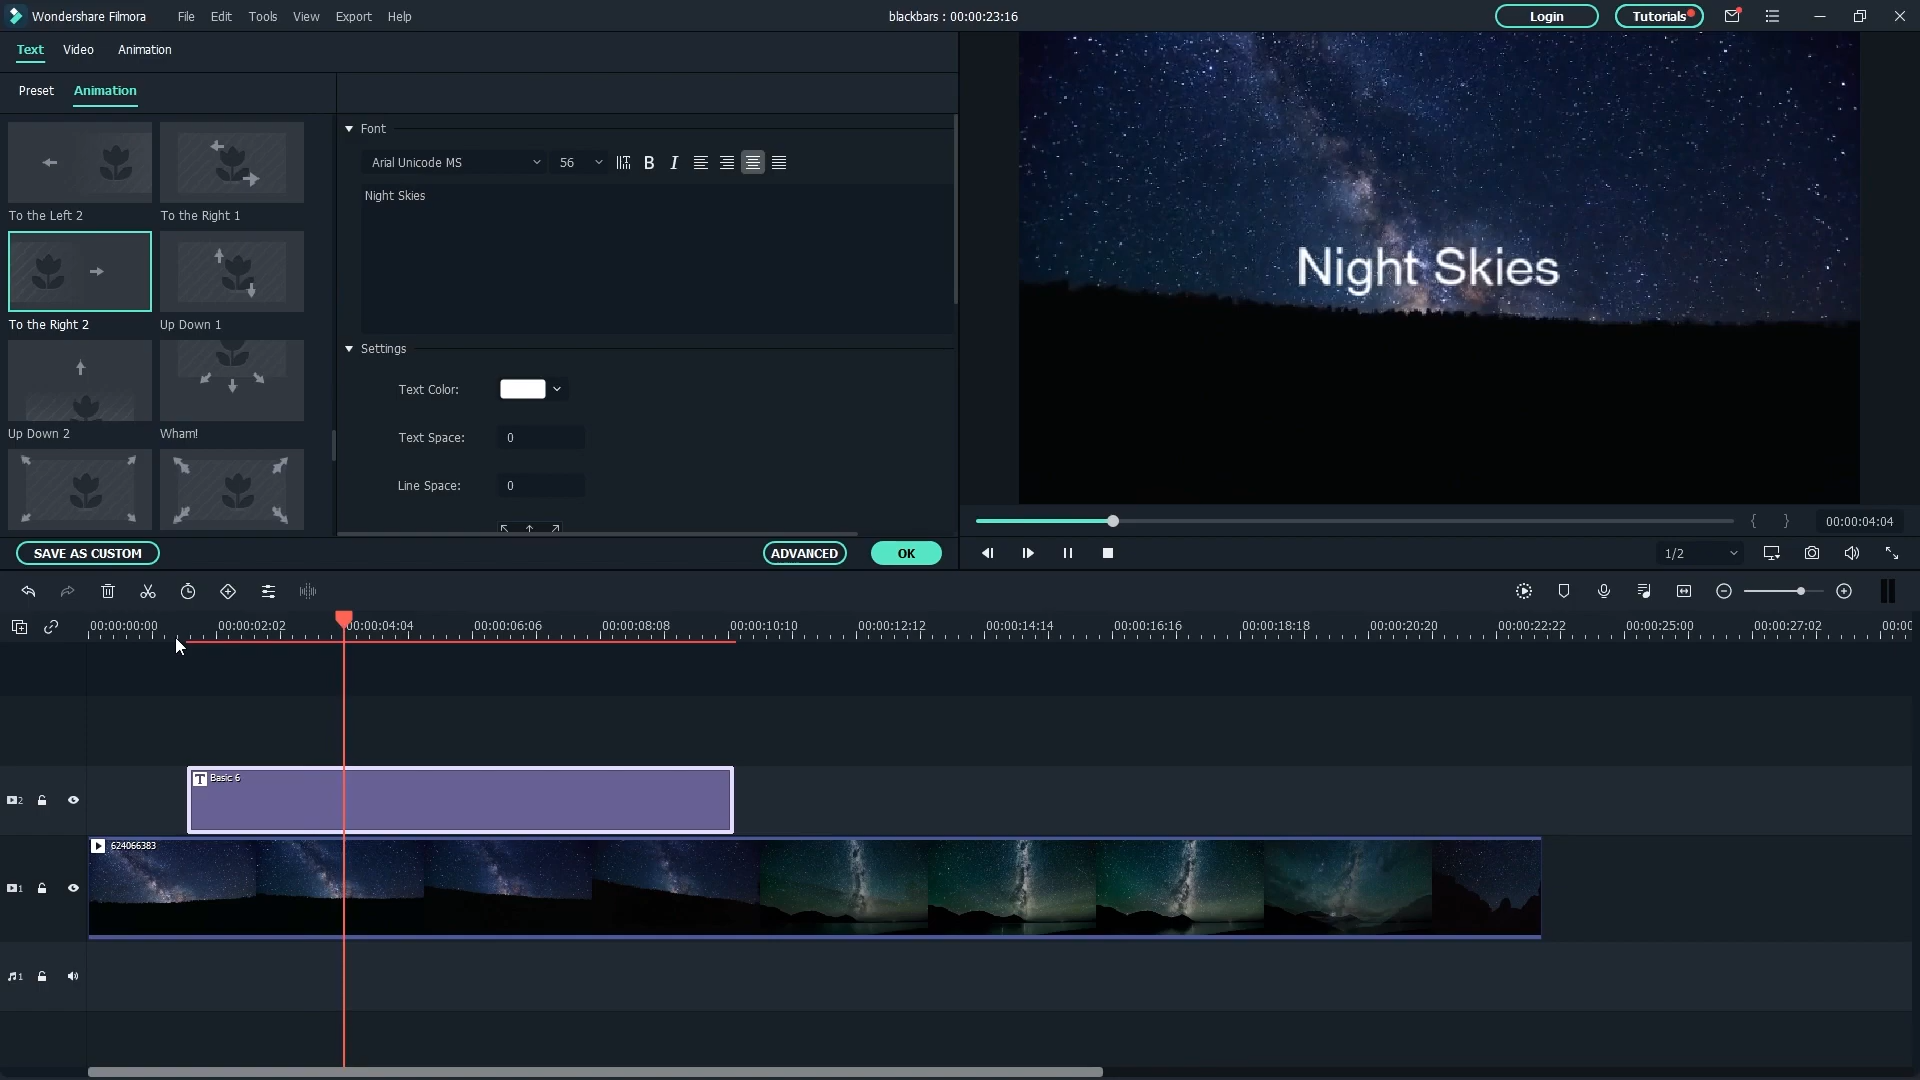 Wondershare Filmora File Edit Tools View Export Help blackbars : 00:00:23:16 Login Tutorials
Text Video Animation
Preset Animation
To the Left 2 To the Right 1
To the Right 2 Up Down 1
Up Down 2 Wham!
SAVE AS CUSTOM
Font
Arial Unicode MS 56 B I
Night Skies
Settings
Text Color:
Text Space: 0
Line Space: 0
ADVANCED OK
Night Skies
{ } 00:00:04:04
1/2
00:00:00:00 00:00:02:02 00:00:04:04 00:00:06:06 00:00:08:08 00:00:10:10 00:00:12:12 00:00:14:14 00:00:16:16 00:00:18:18 00:00:20:20 00:00:22:22 00:00:25:00 00:00:27:02 00:00
2 T Basic 6
624066383
1
1